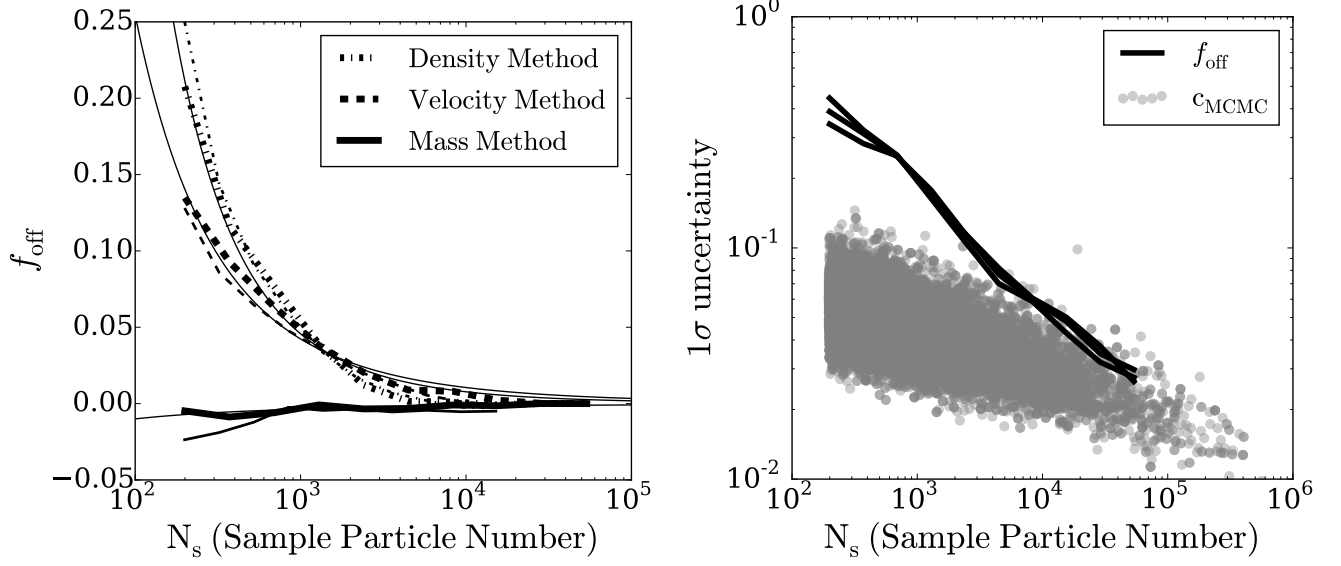 0.25
0.20
0.15
0.10
0.05
0.00
−0.05
f_off
10^2
10^3
10^4
10^5
N_s (Sample Particle Number)
Density Method
Velocity Method
Mass Method
10^0
10^-1
10^-2
1σ uncertainty
10^2
10^3
10^4
10^5
10^6
N_s (Sample Particle Number)
f_off
c_MCMC